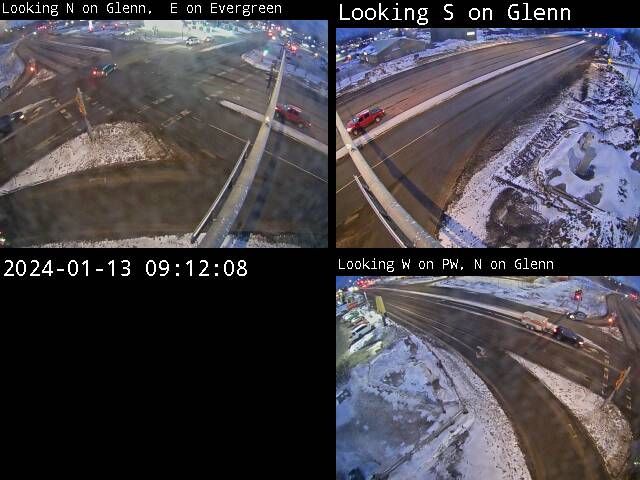 Looking N on Glenn,  E on Evergreen
Looking S on Glenn
2024-01-13 09:12:08
Looking W on PW, N on Glenn